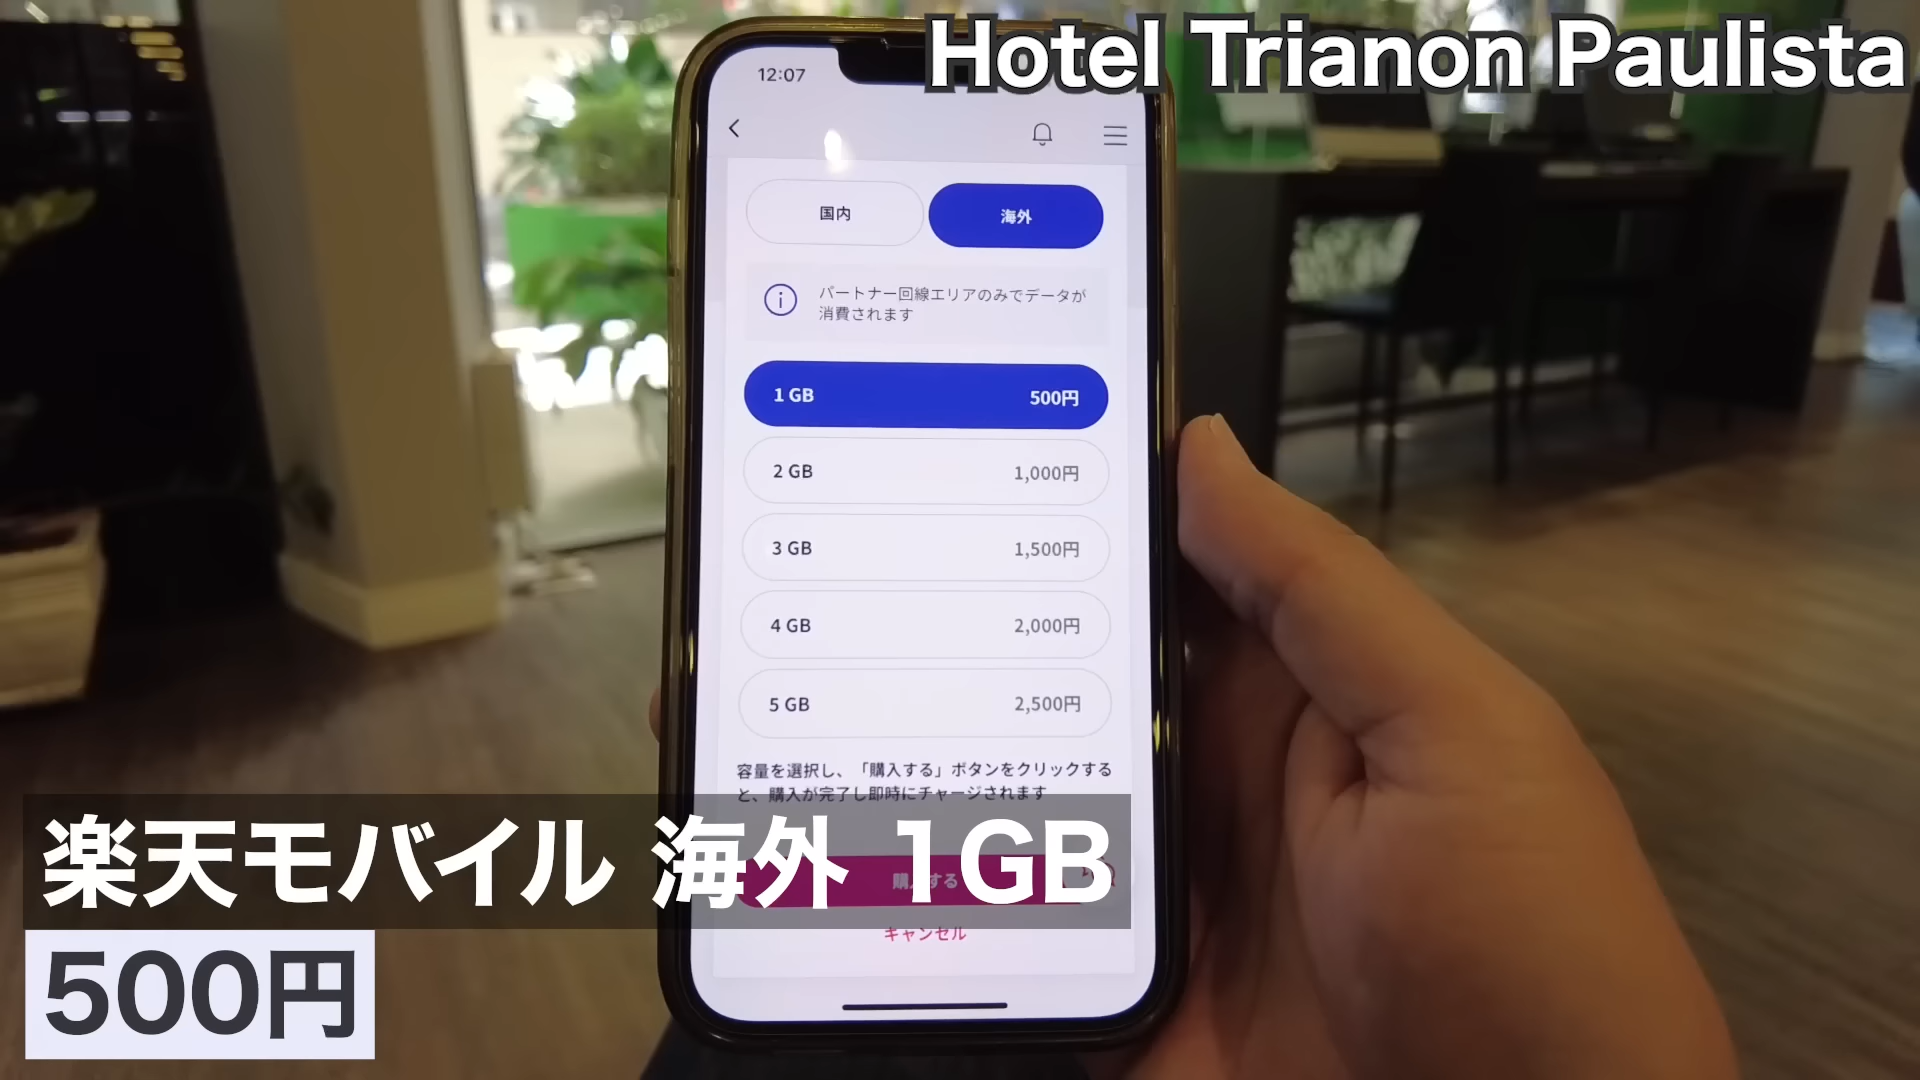 Hotel Trianon Paulista
12:07
国内 海外
パートナー回線エリアのみでデータが
消費されます
1 GB 500円
2 GB 1,000円
3 GB 1,500円
4 GB 2,000円
5 GB 2,500円
容量を選択し、「購入する」ボタンをクリックする
と、購入が完了し即時にチャージされます
楽天モバイル 海外 1GB
購入する
キャンセル
500円